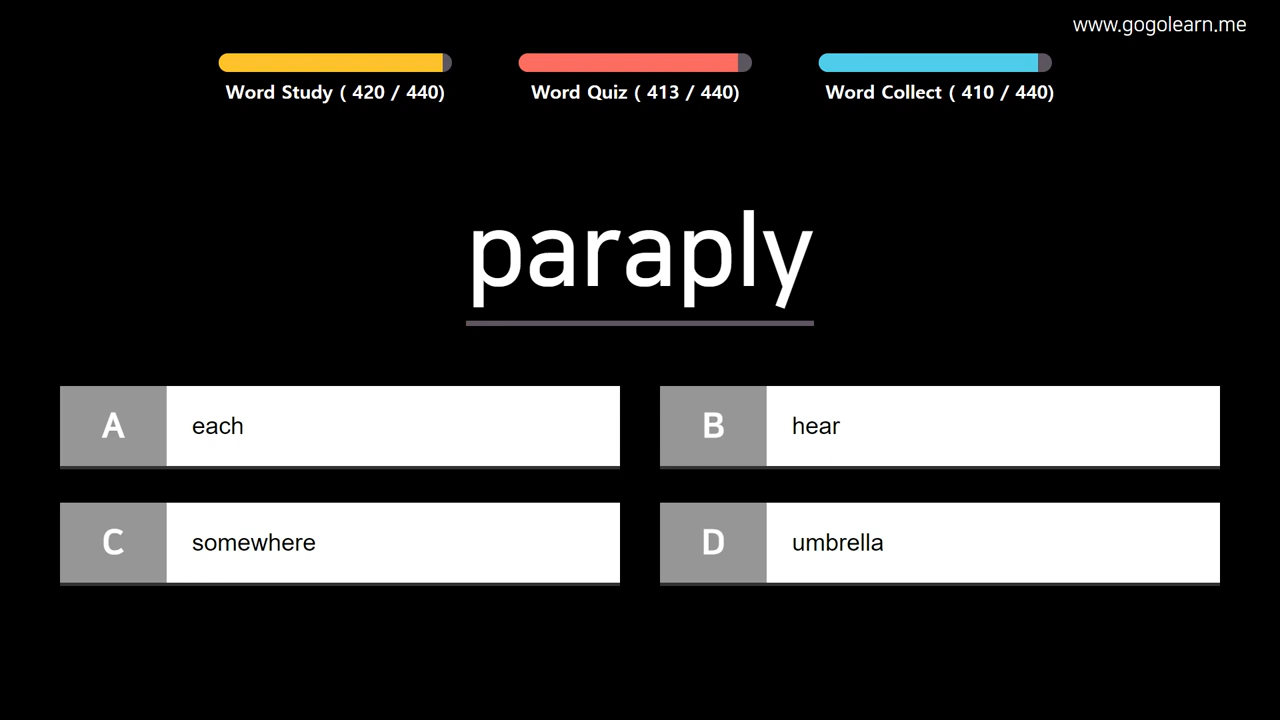 www.gogolearn.me
Word Study ( 420 / 440)
Word Quiz ( 413 / 440)
Word Collect ( 410 / 440)
paraply
A each
B hear
C somewhere
D umbrella